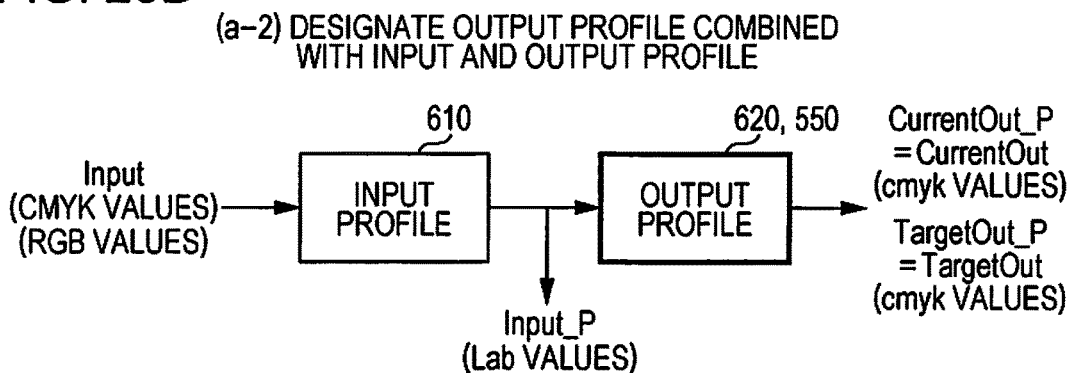 (a-2) DESIGNATE OUTPUT PROFILE COMBINED
WITH INPUT AND OUTPUT PROFILE
610
620, 550
Input
(CMYK VALUES)
(RGB VALUES)
INPUT
PROFILE
OUTPUT
PROFILE
CurrentOut_P
=CurrentOut
(cmyk VALUES)
TargetOut_P
=TargetOut
(cmyk VALUES)
Input_P
(Lab VALUES)